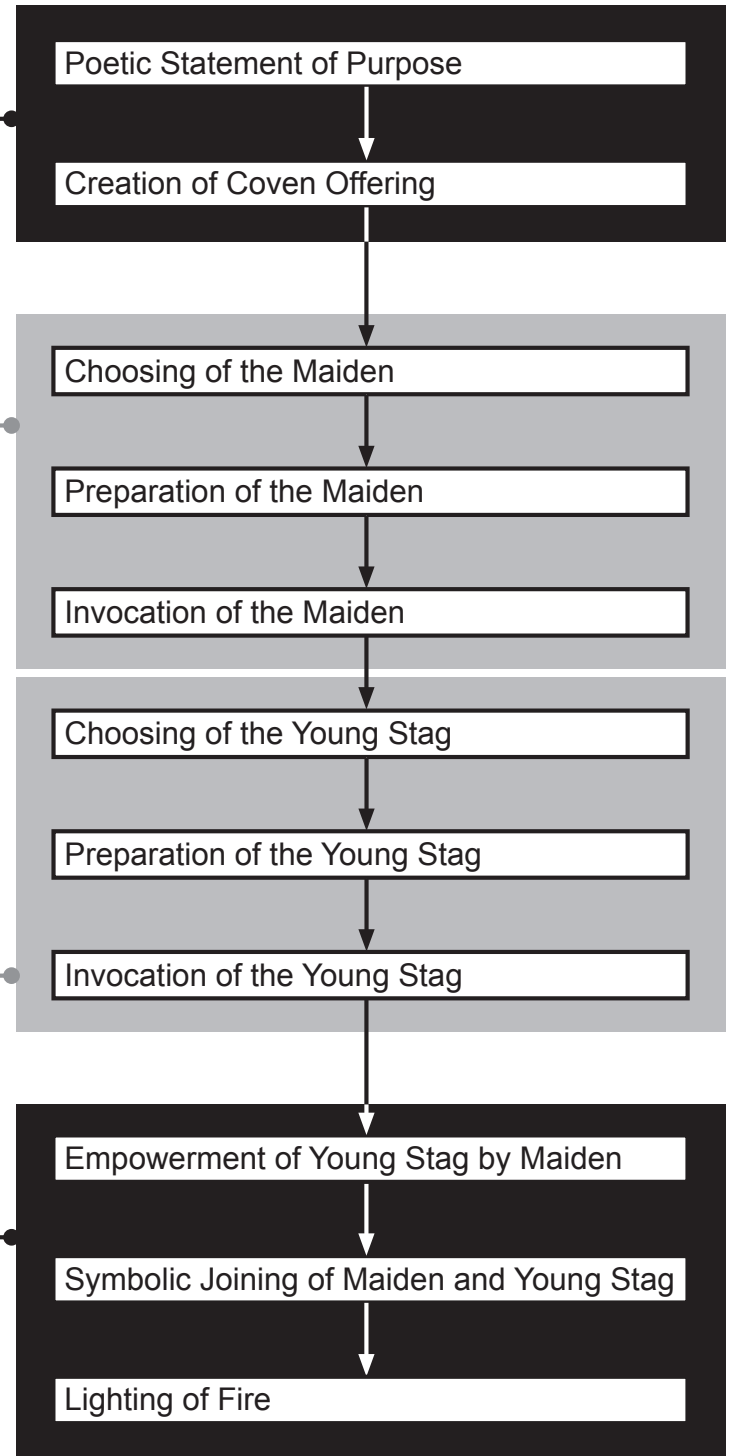 Poetic Statement of Purpose
Creation of Coven Offering
Choosing of the Maiden
Preparation of the Maiden
Invocation of the Maiden
Choosing of the Young Stag
Preparation of the Young Stag
Invocation of the Young Stag
Empowerment of Young Stag by Maiden
Symbolic Joining of Maiden and Young Stag
Lighting of Fire